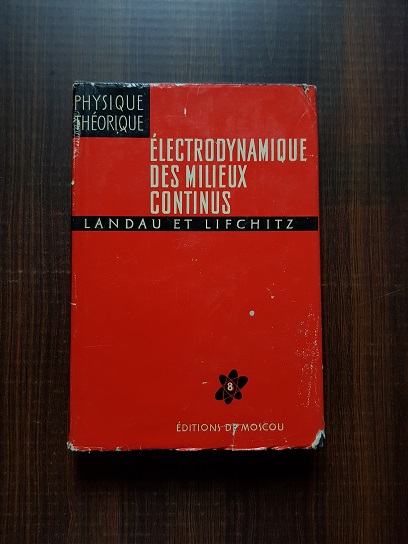 PHYSIQUE
THÉORIQUE
ÉLECTRODYNAMIQUE
DES MILIEUX
CONTINUS
LANDAU ET LIFCHITZ
8
ÉDITIONS DE MOSCOU